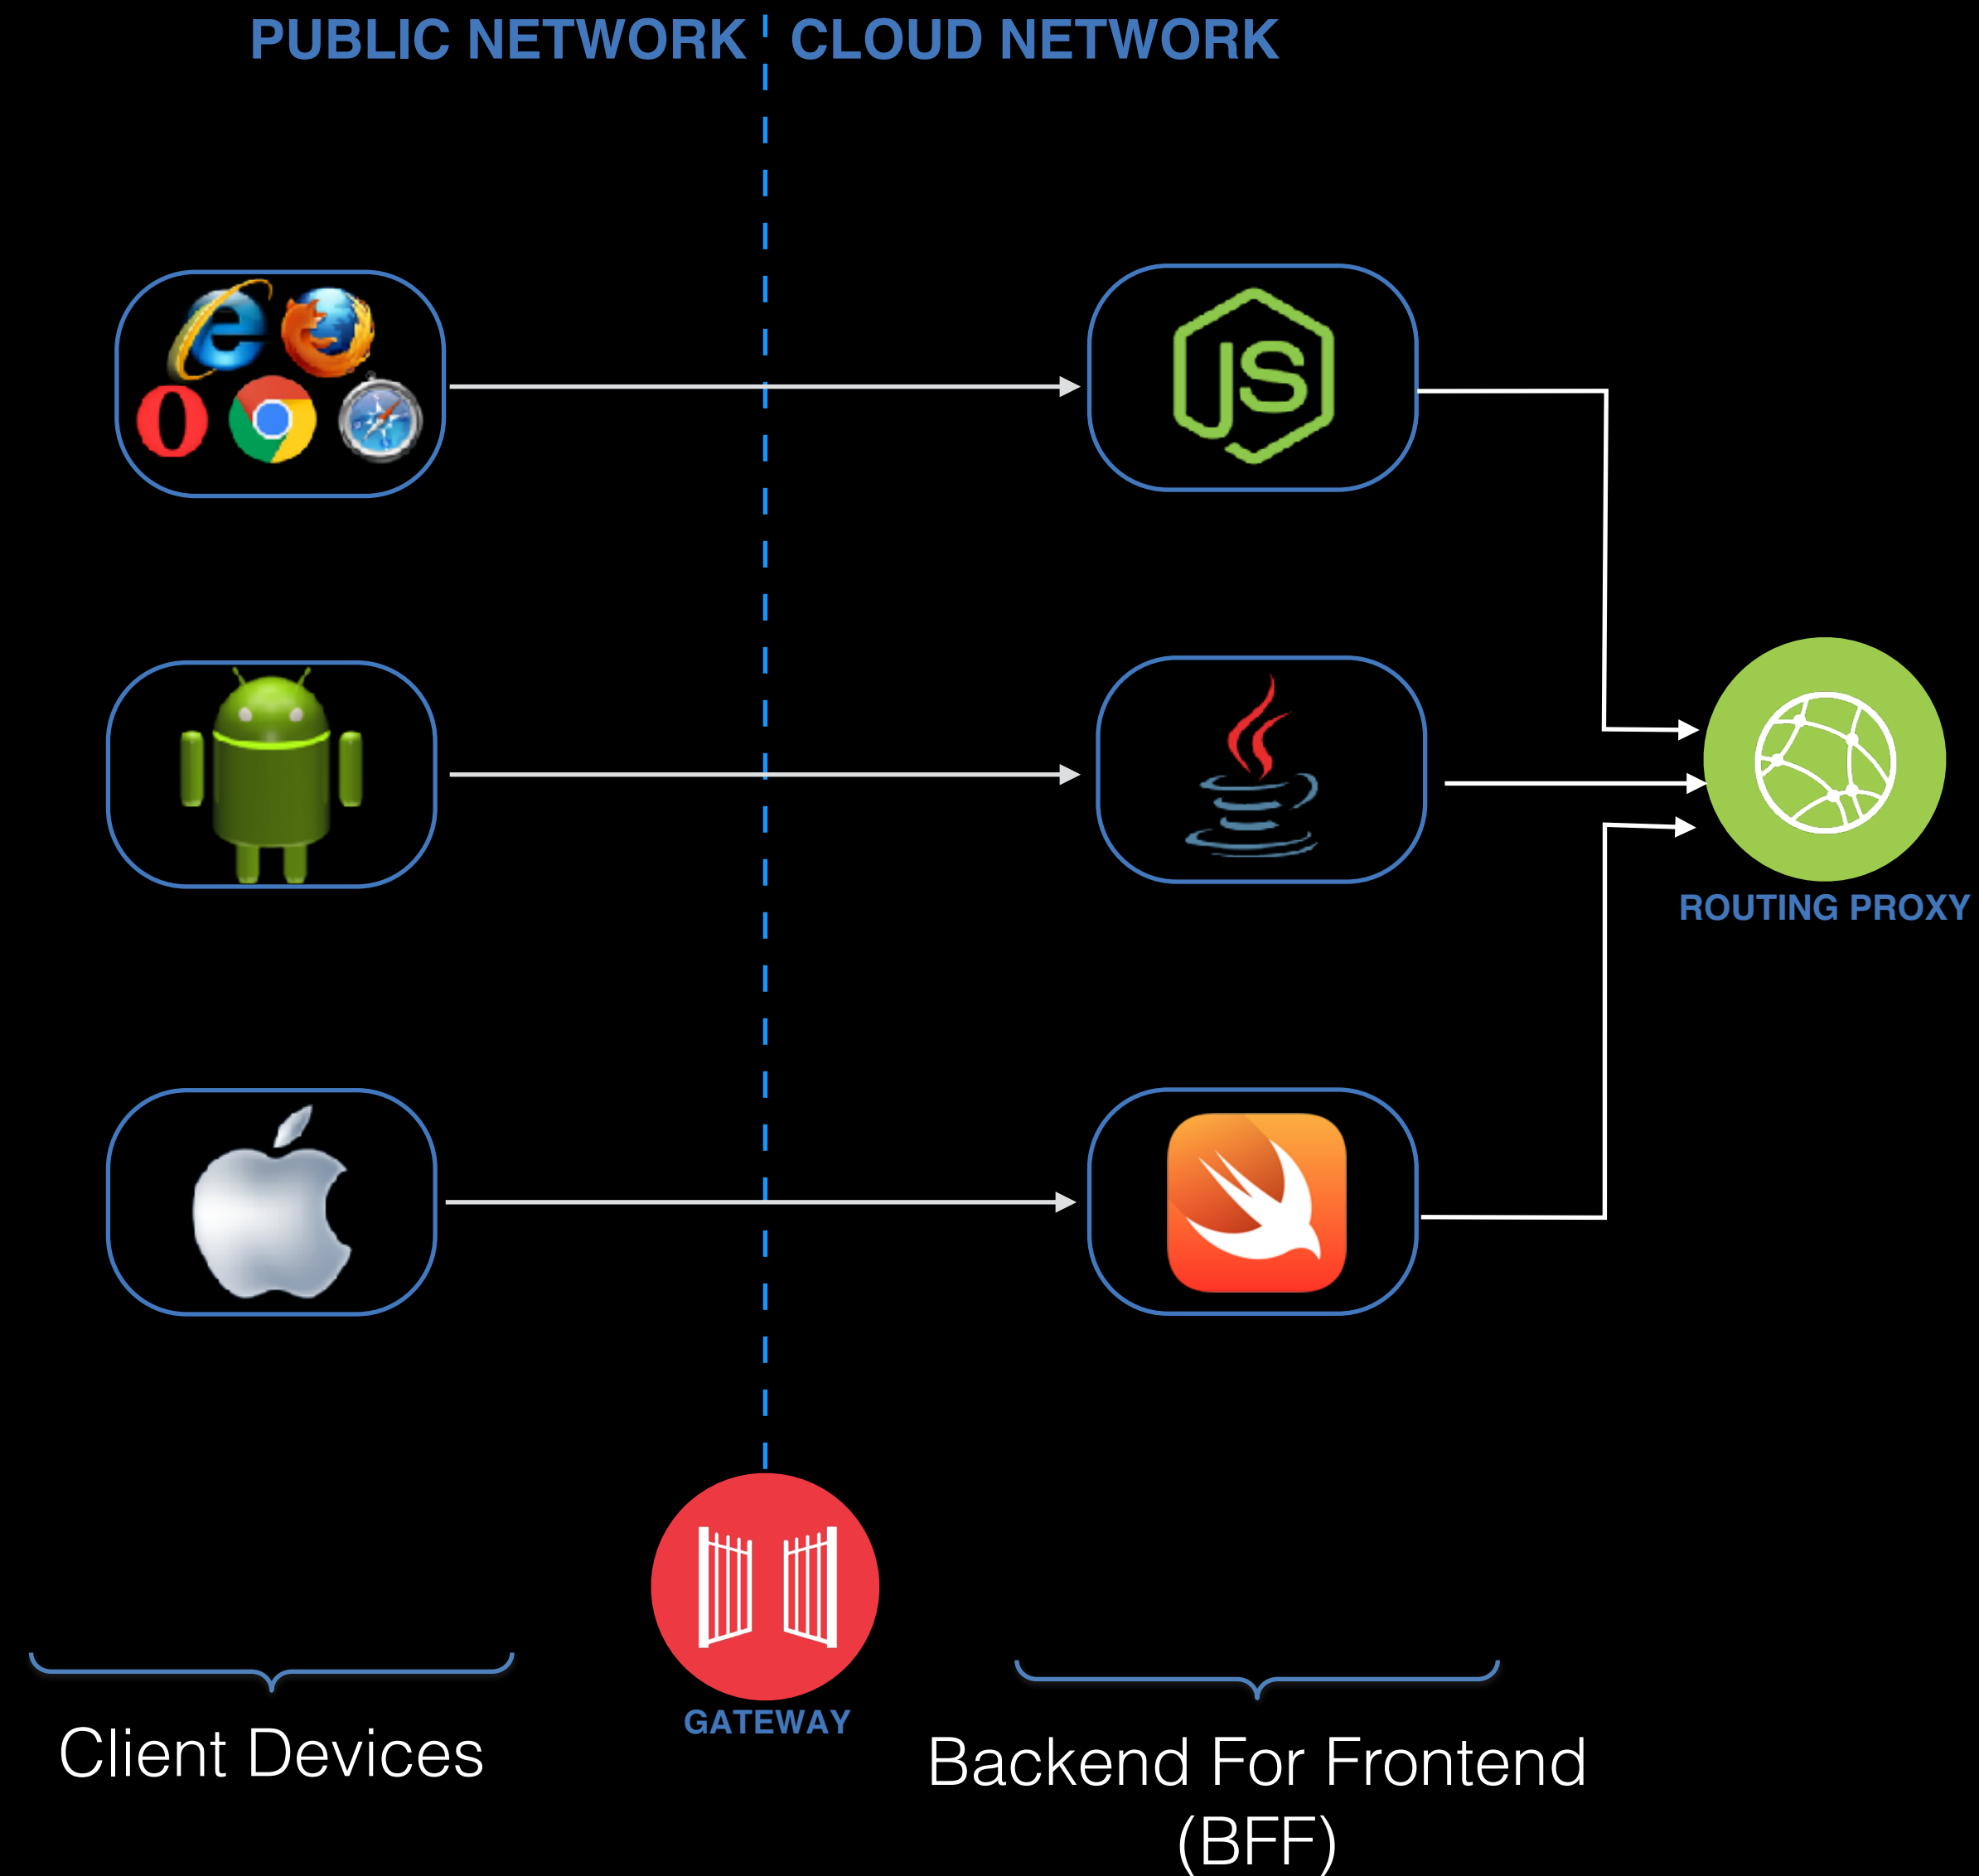 PUBLIC NETWORK
CLOUD NETWORK
JS
ROUTING PROXY
GATEWAY
Client Devices
Backend For Frontend
(BFF)